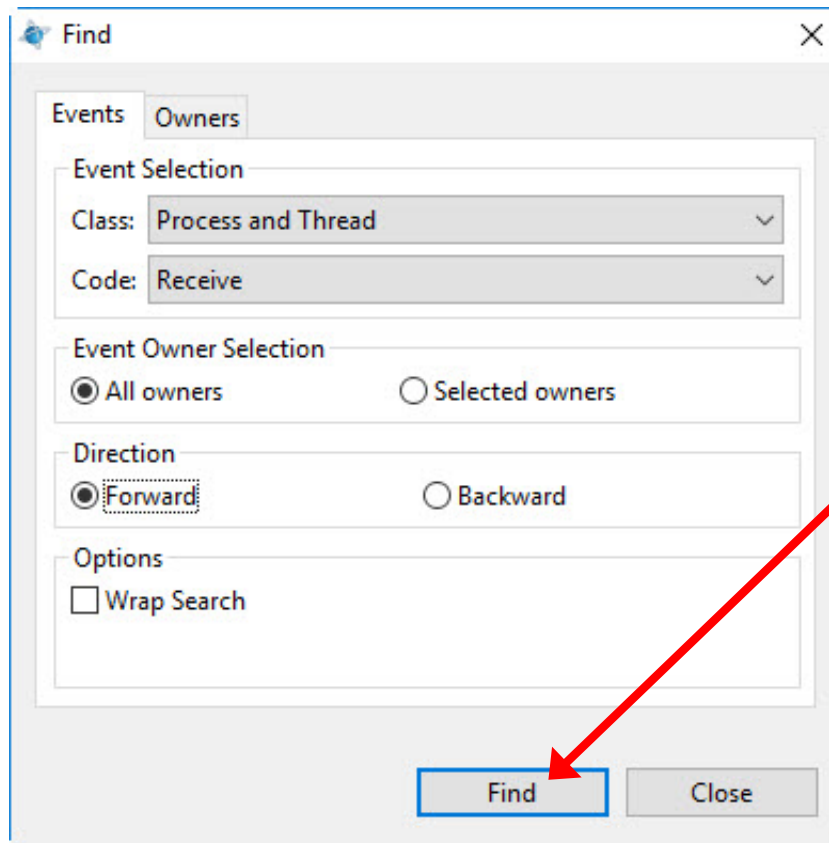 Find
Events Owners
Event Selection
Class: Process and Thread
Code: Receive
Event Owner Selection
All owners Selected owners
Direction
Forward Backward
Options
Wrap Search
Find Close